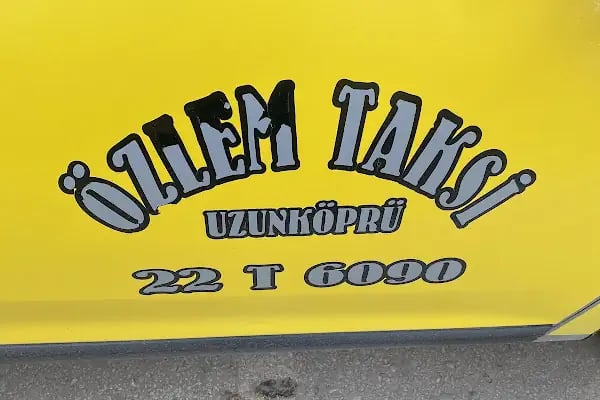 ÖZLEM TAKSİ
UZUNKÖPRÜ
22 T 6090